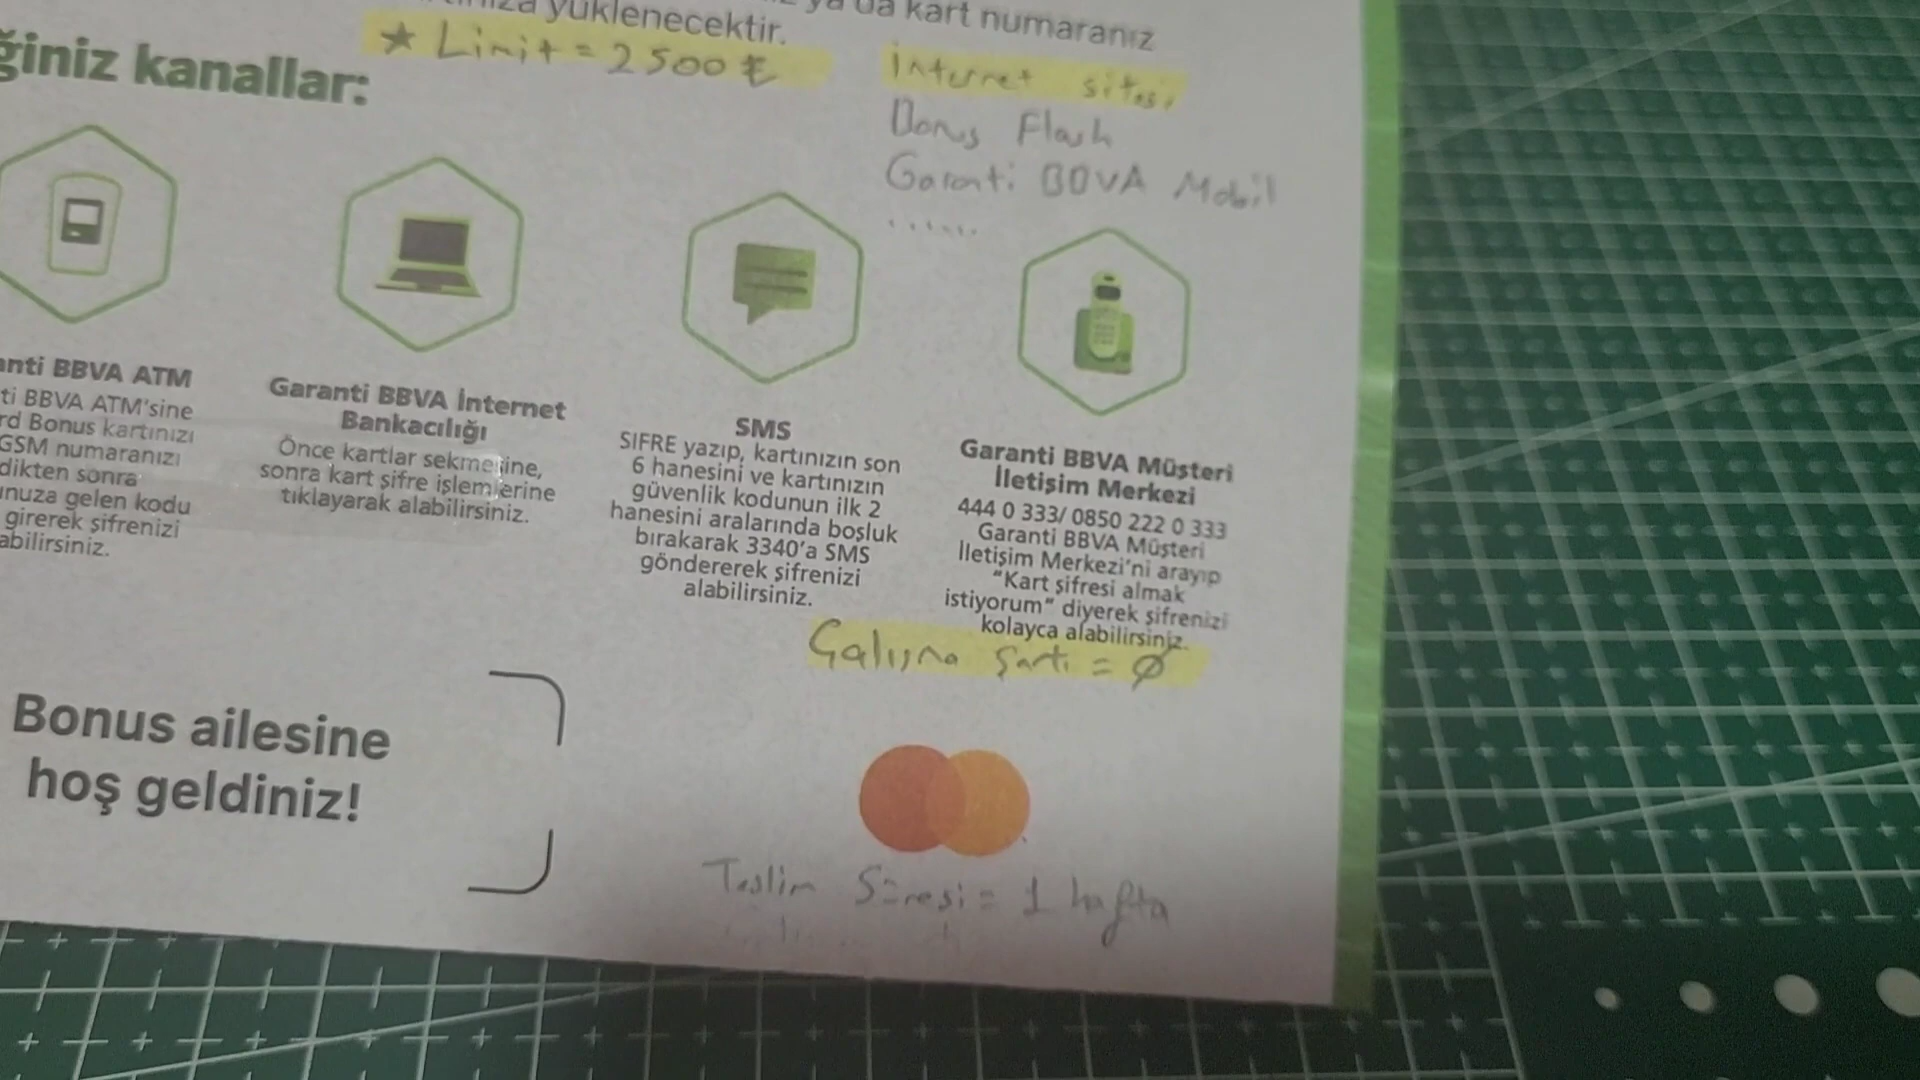 yüklenecektir.
ya da kart numaranız
ğiniz kanallar:
★ Limit = 2500 ₺
İnternet sitesi
Bonus Flash
Garanti BBVA Mobil
......
anti BBVA ATM
ti BBVA ATM'sine
rd Bonus kartınızı
GSM numaranızı
dikten sonra
unuza gelen kodu
girerek şifrenizi
abilirsiniz.
Garanti BBVA İnternet
Bankacılığı
Önce kartlar sekmesine,
sonra kart şifre işlemlerine
tıklayarak alabilirsiniz.
SMS
SIFRE yazıp, kartınızın son
6 hanesini ve kartınızın
güvenlik kodunun ilk 2
hanesini aralarında boşluk
bırakarak 3340'a SMS
göndererek şifrenizi
alabilirsiniz.
Garanti BBVA Müşteri
İletişim Merkezi
444 0 333/ 0850 222 0 333
Garanti BBVA Müşteri
İletişim Merkezi'ni arayıp
"Kart şifresi almak
istiyorum" diyerek şifrenizi
kolayca alabilirsiniz.
Çalışma şartı = Ø
Bonus ailesine
hoş geldiniz!
Teslim Süresi = 1 hafta